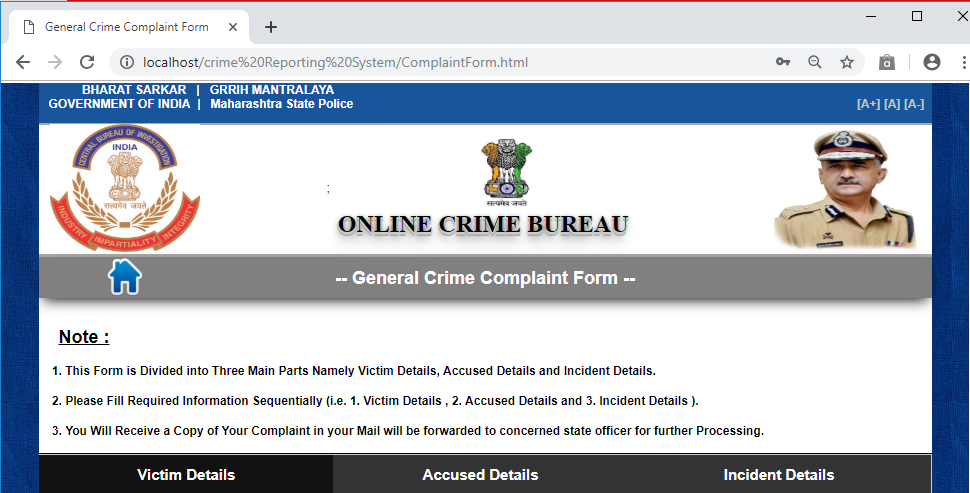 General Crime Complaint Form
localhost/crime%20Reporting%20System/ComplaintForm.html
BHARAT SARKAR | GRRIH MANTRALAYA
GOVERNMENT OF INDIA | Maharashtra State Police
[A+] [A] [A-]
CENTRAL BUREAU OF INVESTIGATION
INDIA
सत्यमेव जयते
INDUSTRY IMPARTIALITY INTEGRITY
;
सत्यमेव जयते
ONLINE CRIME BUREAU
-- General Crime Complaint Form --
Note :
1. This Form is Divided into Three Main Parts Namely Victim Details, Accused Details and Incident Details.
2. Please Fill Required Information Sequentially (i.e. 1. Victim Details , 2. Accused Details and 3. Incident Details ).
3. You Will Receive a Copy of Your Complaint in your Mail will be forwarded to concerned state officer for further Processing.
Victim Details Accused Details Incident Details